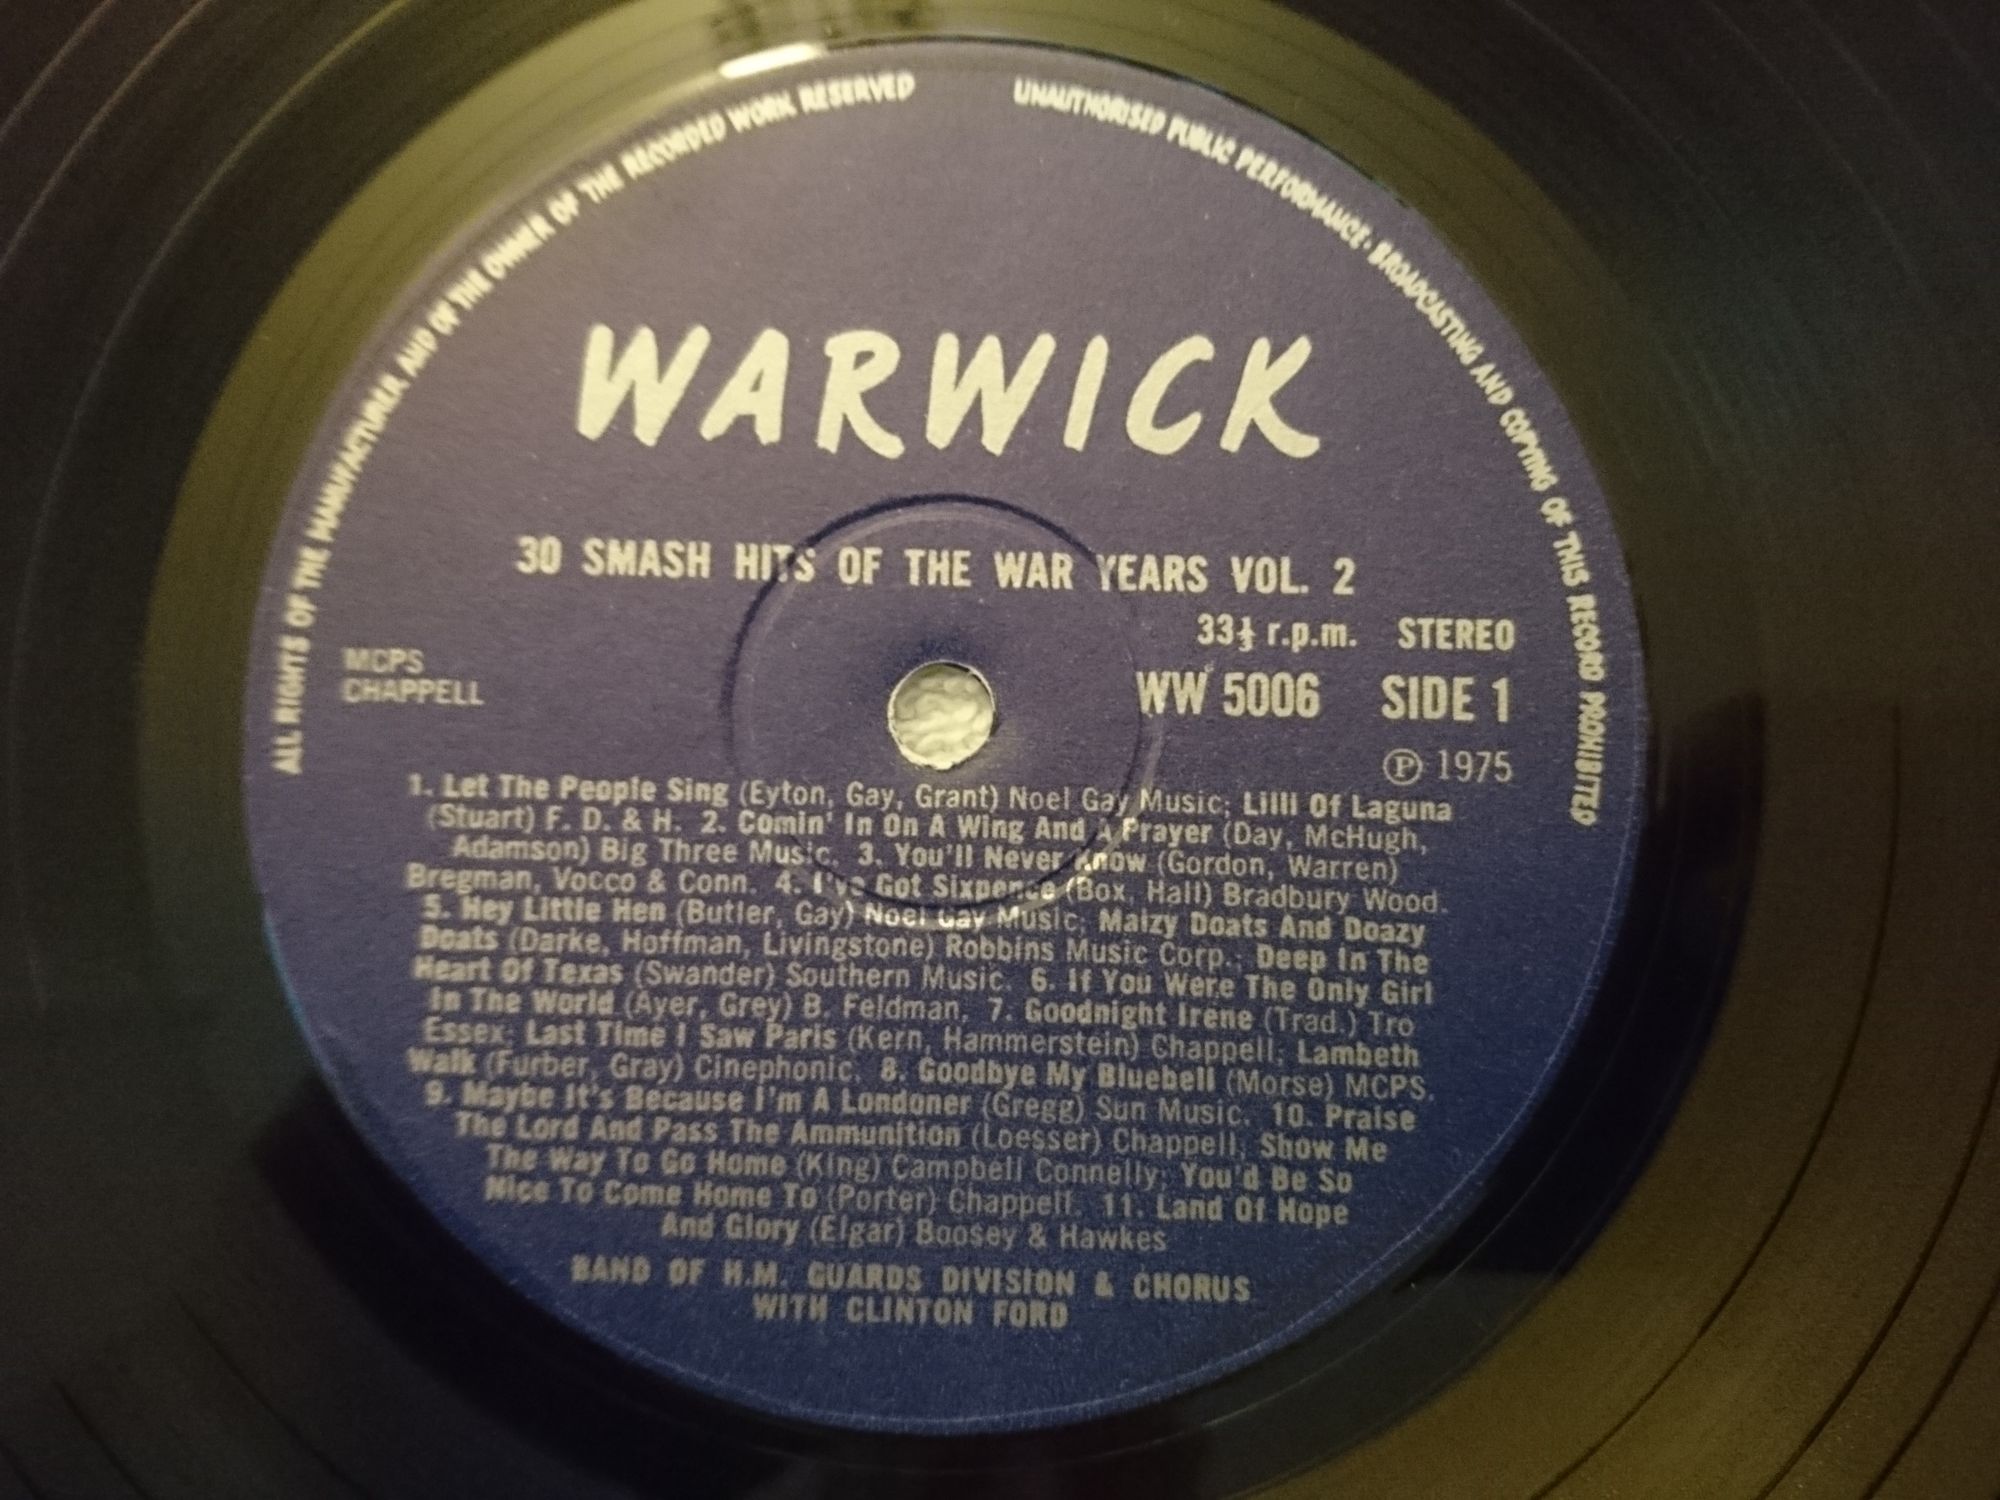 ALL RIGHTS OF THE MANUFACTURER AND OF THE OWNER OF THE RECORDED WORK RESERVED
UNAUTHORISED PUBLIC PERFORMANCE · BROADCASTING AND COPYING OF THIS RECORD PROHIBITED
WARWICK
30 SMASH HITS OF THE WAR YEARS VOL. 2
33⅓ r.p.m. STEREO
MCPS
CHAPPELL
WW 5006 SIDE 1
Ⓟ 1975
1. Let The People Sing (Eyton, Gay, Grant) Noel Gay Music; Lilli Of Laguna
(Stuart) F. D. & H. 2. Comin' In On A Wing And A Prayer (Day, McHugh,
Adamson) Big Three Music. 3. You'll Never Know (Gordon, Warren)
Bregman, Vocco & Conn. 4. I've Got Sixpence (Box, Hall) Bradbury Wood.
5. Hey Little Hen (Butler, Gay) Noel Gay Music; Maizy Doats And Doazy
Doats (Darke, Hoffman, Livingstone) Robbins Music Corp.; Deep In The
Heart Of Texas (Swander) Southern Music. 6. If You Were The Only Girl
In The World (Ayer, Grey) B. Feldman, 7. Goodnight Irene (Trad.) Tro
Essex; Last Time I Saw Paris (Kern, Hammerstein) Chappell; Lambeth
Walk (Furber, Gray) Cinephonic. 8. Goodbye My Bluebell (Morse) MCPS.
9. Maybe It's Because I'm A Londoner (Gregg) Sun Music. 10. Praise
The Lord And Pass The Ammunition (Loesser) Chappell; Show Me
The Way To Go Home (King) Campbell Connelly; You'd Be So
Nice To Come Home To (Porter) Chappell. 11. Land Of Hope
And Glory (Elgar) Boosey & Hawkes
BAND OF H.M. GUARDS DIVISION & CHORUS
WITH CLINTON FORD